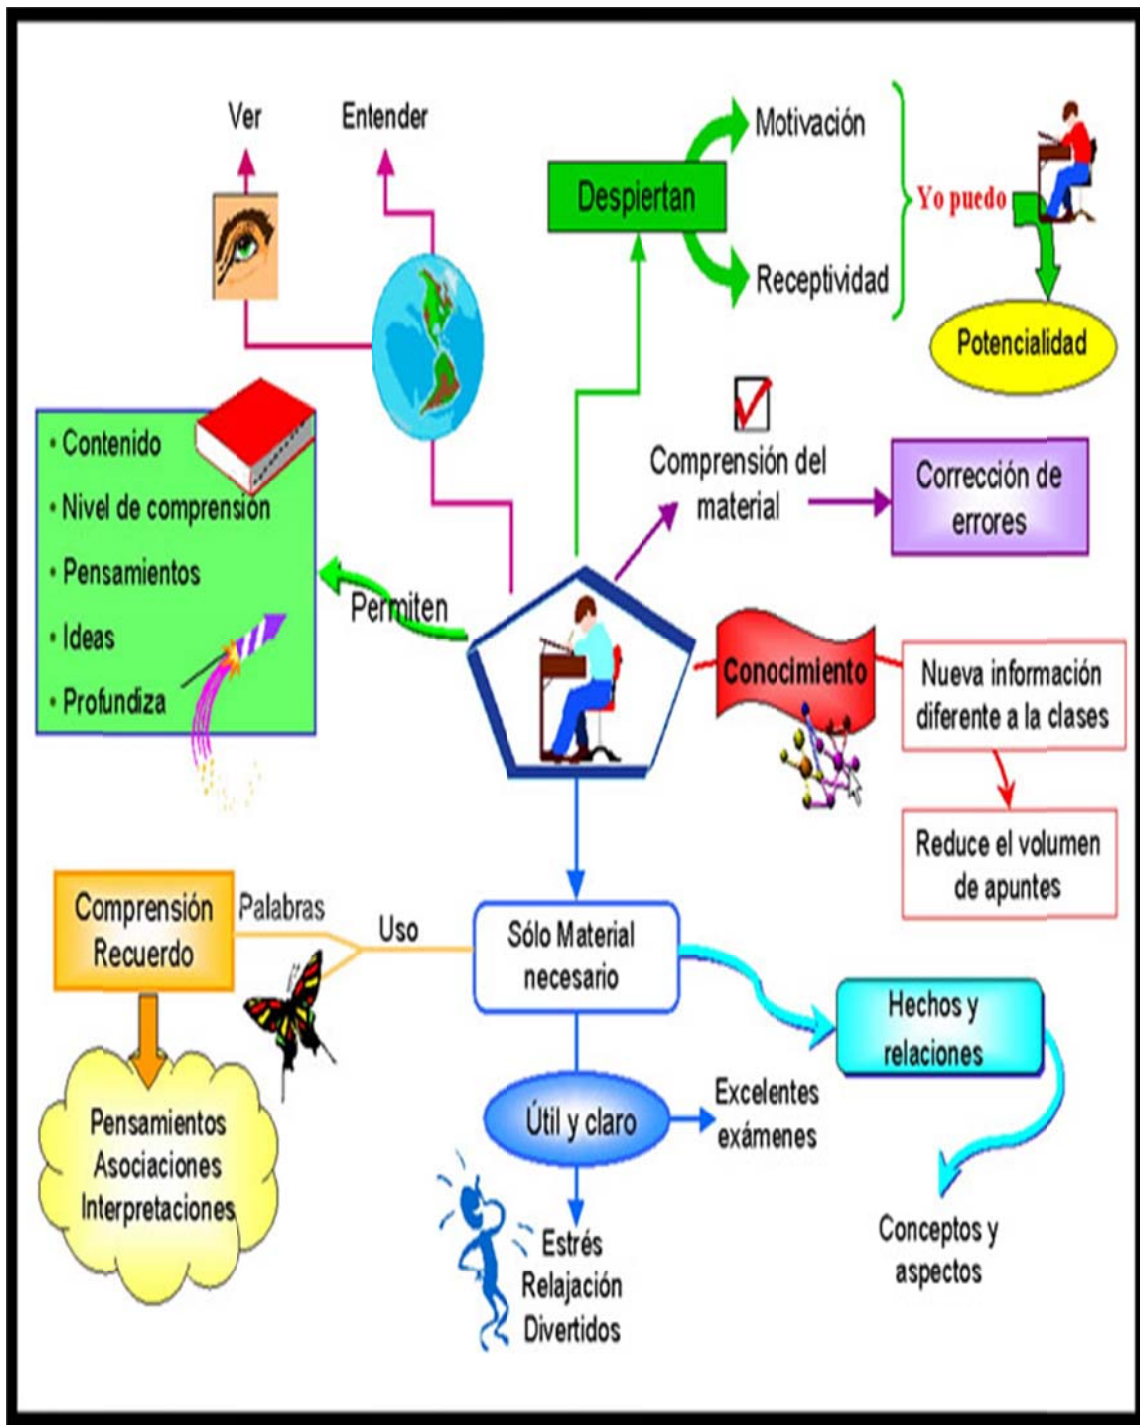 Ver
Entender
Despiertan
Motivación
Receptividad
Yo puedo
Potencialidad
• Contenido
• Nivel de comprensión
• Pensamientos
• Ideas
• Profundiza
Permiten
Comprensión del
material
Corrección de
errores
Conocimiento
Nueva información
diferente a la clases
Reduce el volumen
de apuntes
Comprensión
Recuerdo
Palabras
Uso
Sólo Material
necesario
Hechos y
relaciones
Pensamientos
Asociaciones
Interpretaciones
Útil y claro
Excelentes
exámenes
Estrés
Relajación
Divertidos
Conceptos y
aspectos